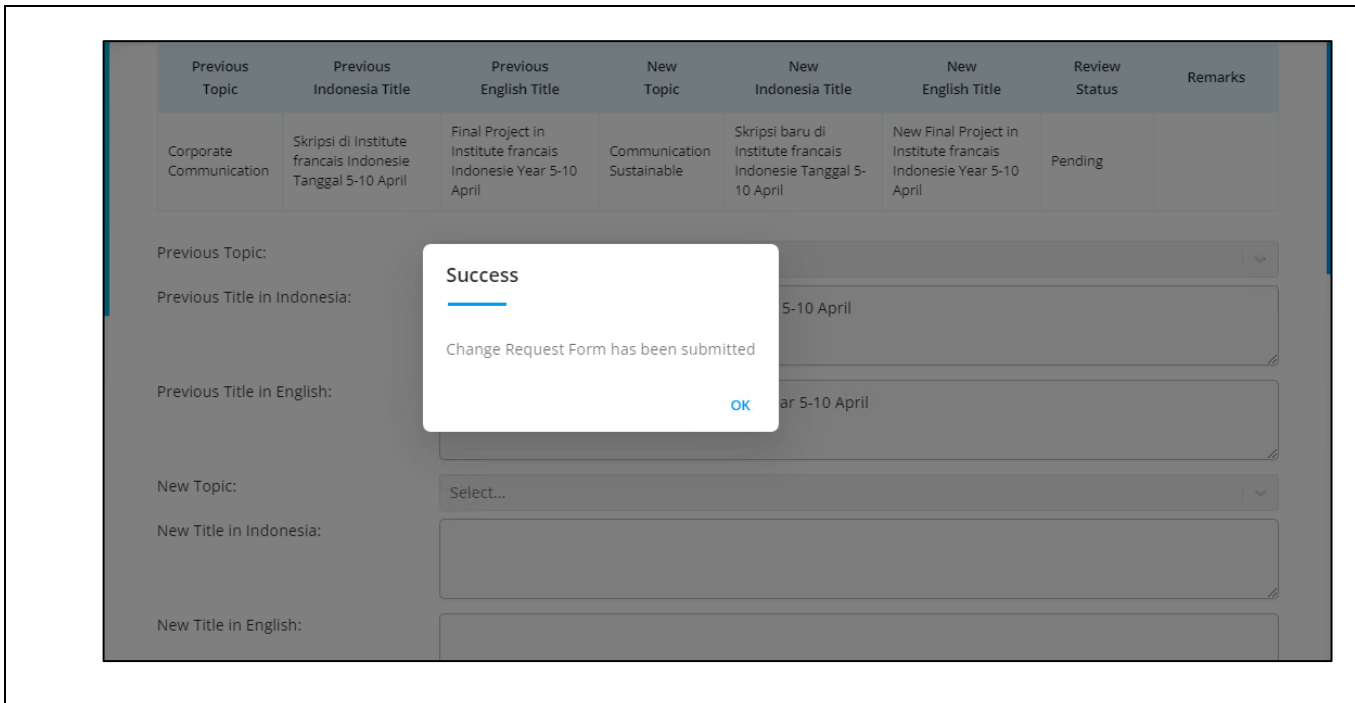 Previous Topic
Previous Indonesia Title
Previous English Title
New Topic
New Indonesia Title
New English Title
Review Status
Remarks
Corporate Communication
Skripsi di Institute francais Indonesie Tanggal 5-10 April
Final Project in Institute francais Indonesie Year 5-10 April
Communication Sustainable
Skripsi baru di Institute francais Indonesie Tanggal 5-10 April
New Final Project in Institute francais Indonesie Year 5-10 April
Pending
Previous Topic:
Success
Previous Title in Indonesia:
5-10 April
Change Request Form has been submitted
Previous Title in English:
OK
ar 5-10 April
New Topic:
Select...
New Title in Indonesia:
New Title in English: